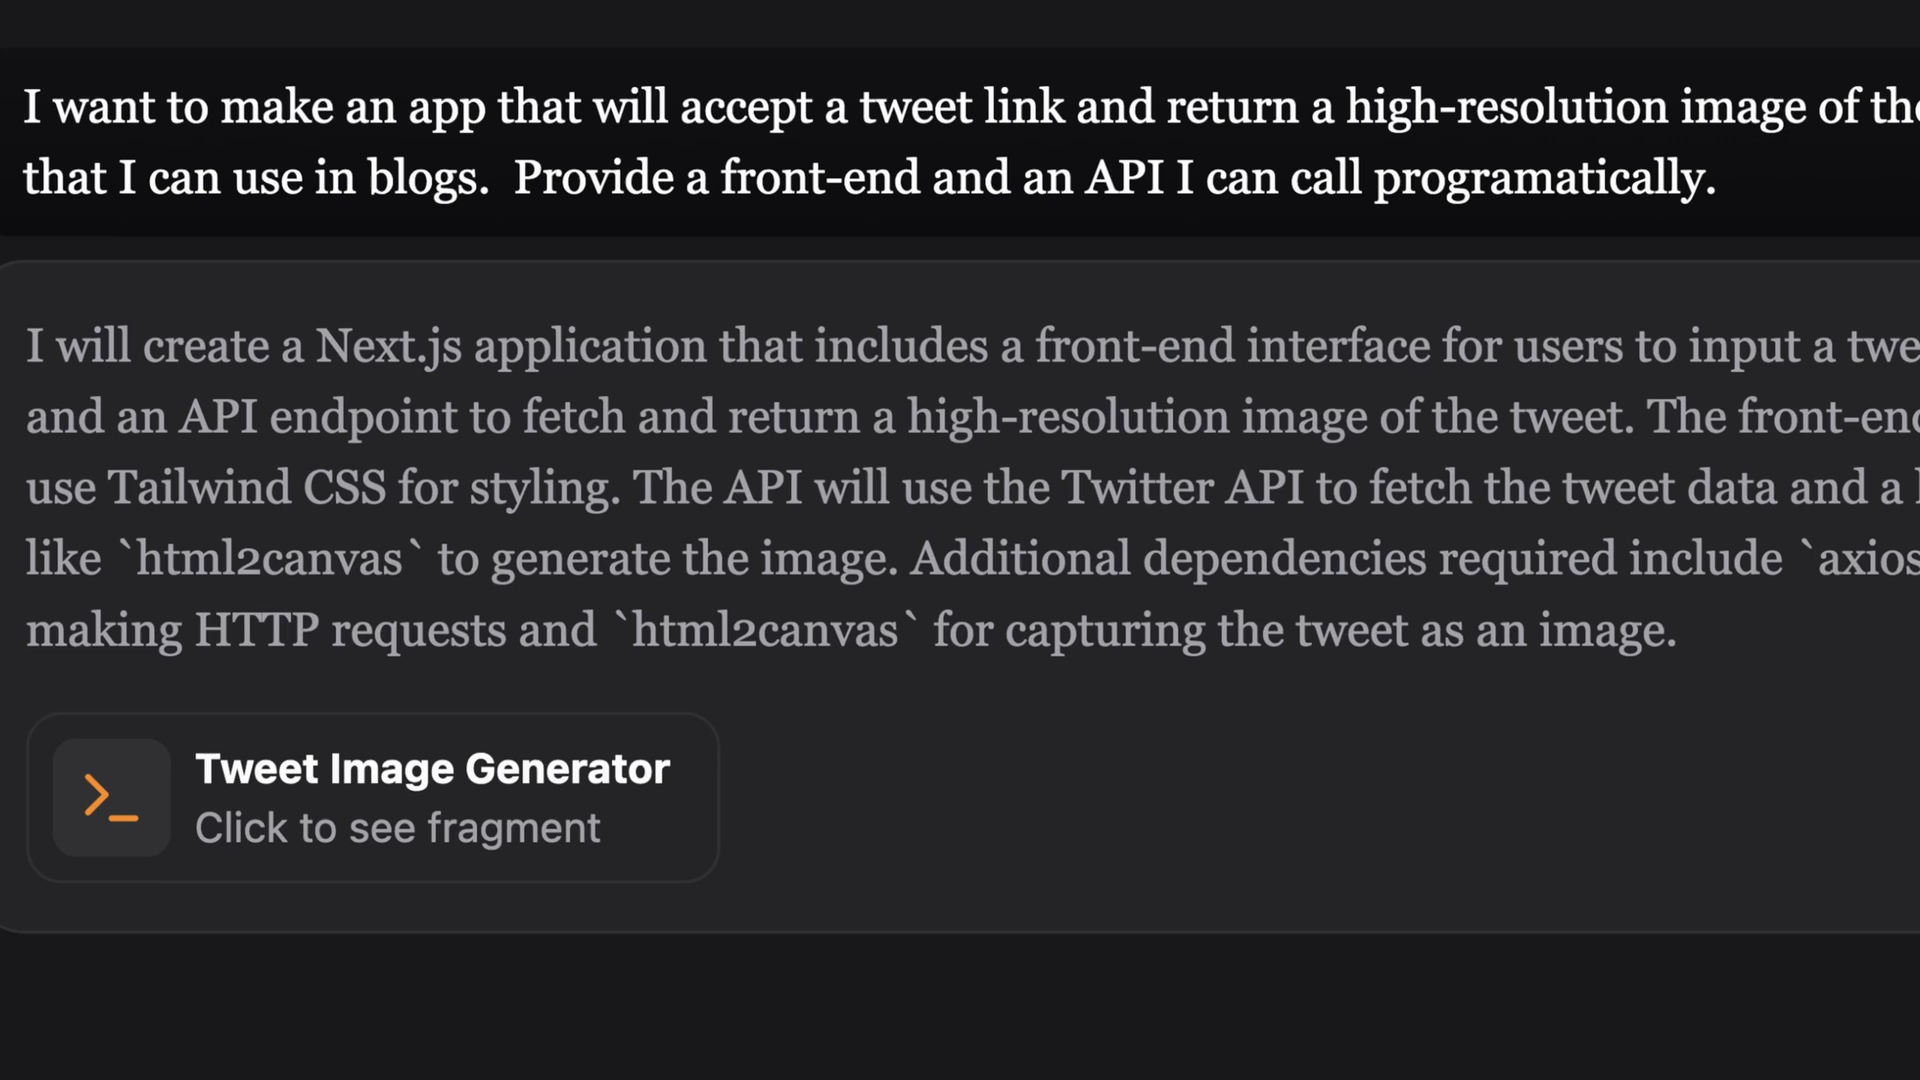 I want to make an app that will accept a tweet link and return a high-resolution image of
that I can use in blogs.  Provide a front-end and an API I can call programatically.
I will create a Next.js application that includes a front-end interface for users to input a
and an API endpoint to fetch and return a high-resolution image of the tweet. The
use Tailwind CSS for styling. The API will use the Twitter API to fetch the tweet data and a
like `html2canvas` to generate the image. Additional dependencies required include `axios
making HTTP requests and `html2canvas` for capturing the tweet as an image.
Tweet Image Generator
Click to see fragment